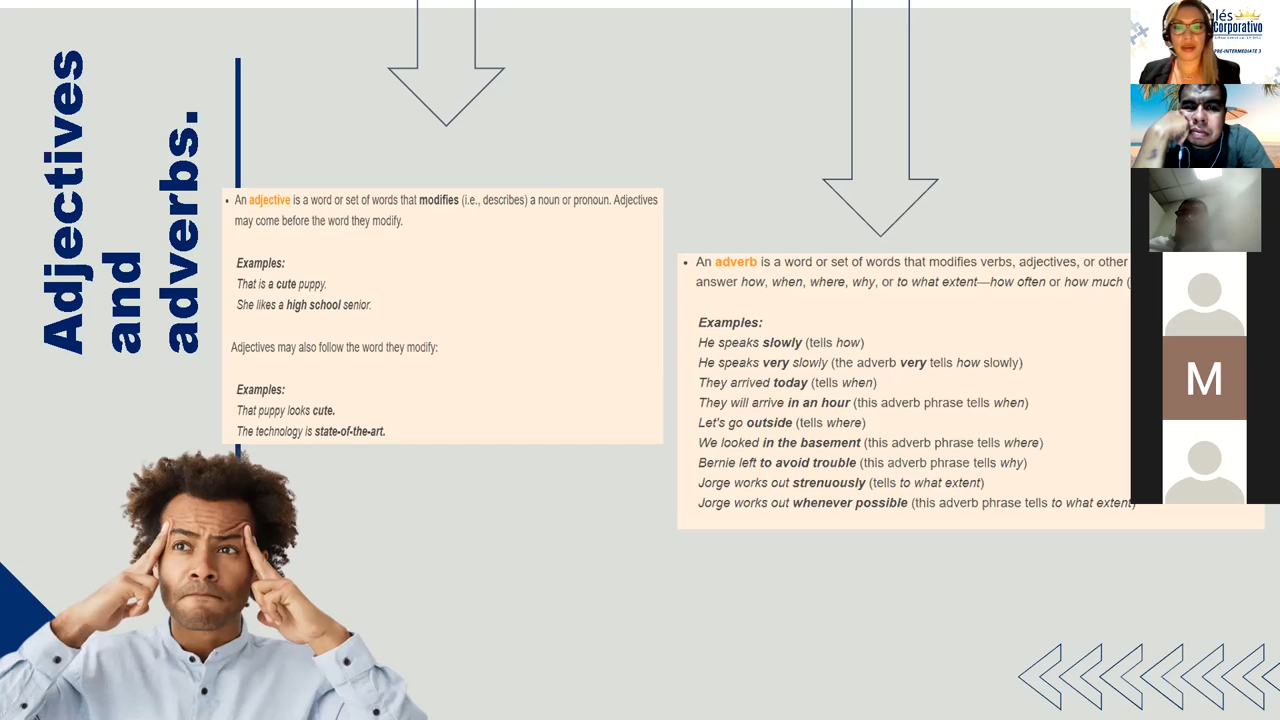 Adjectives
and
adverbs.
• An adjective is a word or set of words that modifies (i.e., describes) a noun or pronoun. Adjectives
may come before the word they modify.
Examples:
That is a cute puppy.
She likes a high school senior.
Adjectives may also follow the word they modify:
Examples:
That puppy looks cute.
The technology is state-of-the-art.
• An adverb is a word or set of words that modifies verbs, adjectives, or other
answer how, when, where, why, or to what extent—how often or how much (
Examples:
He speaks slowly (tells how)
He speaks very slowly (the adverb very tells how slowly)
They arrived today (tells when)
They will arrive in an hour (this adverb phrase tells when)
Let's go outside (tells where)
We looked in the basement (this adverb phrase tells where)
Bernie left to avoid trouble (this adverb phrase tells why)
Jorge works out strenuously (tells to what extent)
Jorge works out whenever possible (this adverb phrase tells to what extent)
lés
Corporativo
PRE-INTERMEDIATE 3
M